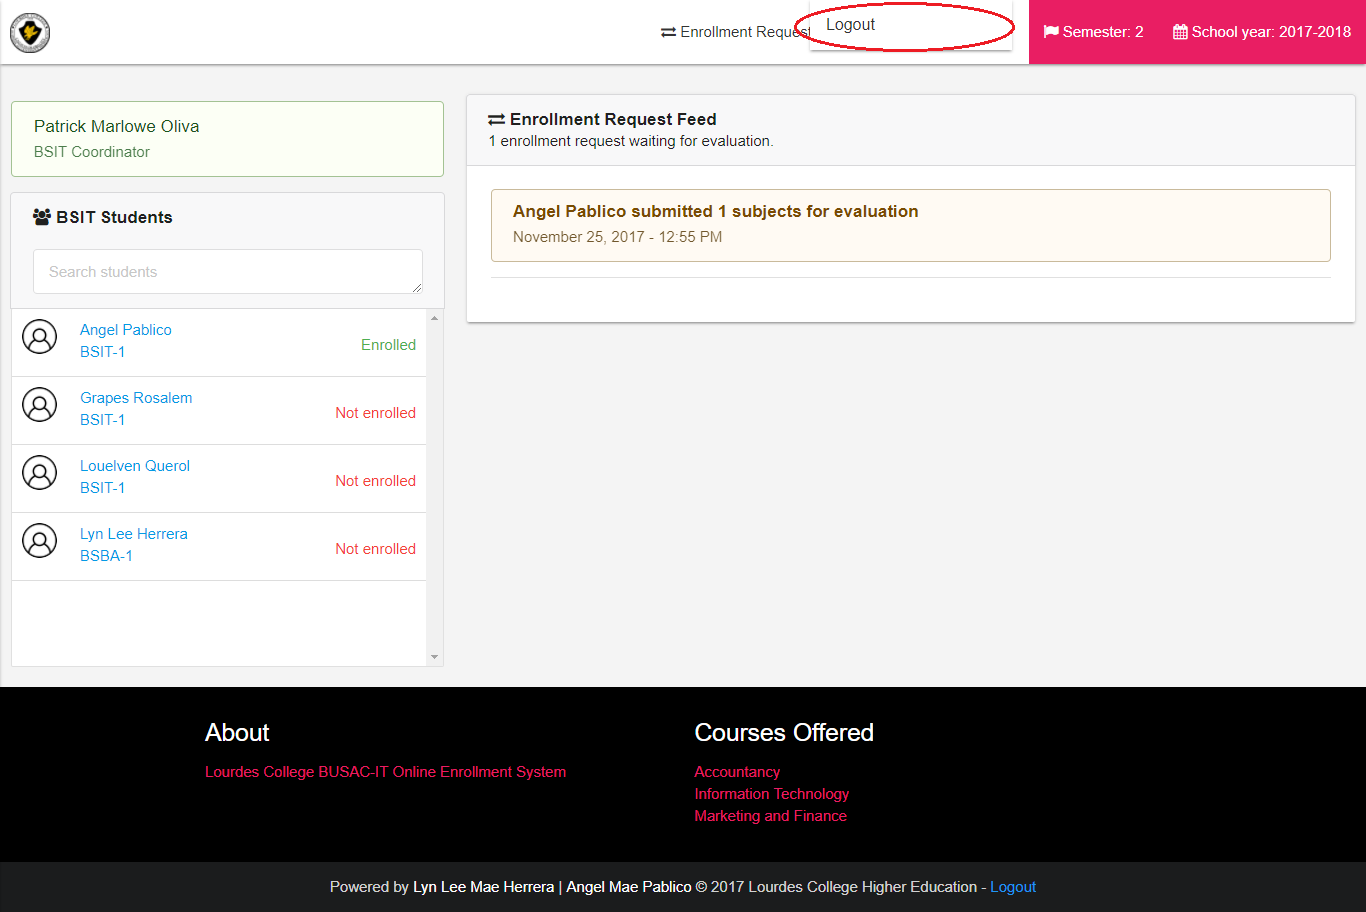 Enrollment Request
Logout
Semester: 2
School year: 2017-2018
Patrick Marlowe Oliva
BSIT Coordinator
BSIT Students
Search students
Angel Pablico
BSIT-1
Enrolled
Grapes Rosalem
BSIT-1
Not enrolled
Louelven Querol
BSIT-1
Not enrolled
Lyn Lee Herrera
BSBA-1
Not enrolled
Enrollment Request Feed
1 enrollment request waiting for evaluation.
Angel Pablico submitted 1 subjects for evaluation
November 25, 2017 - 12:55 PM
About
Lourdes College BUSAC-IT Online Enrollment System
Courses Offered
Accountancy
Information Technology
Marketing and Finance
Powered by Lyn Lee Mae Herrera | Angel Mae Pablico © 2017 Lourdes College Higher Education - Logout